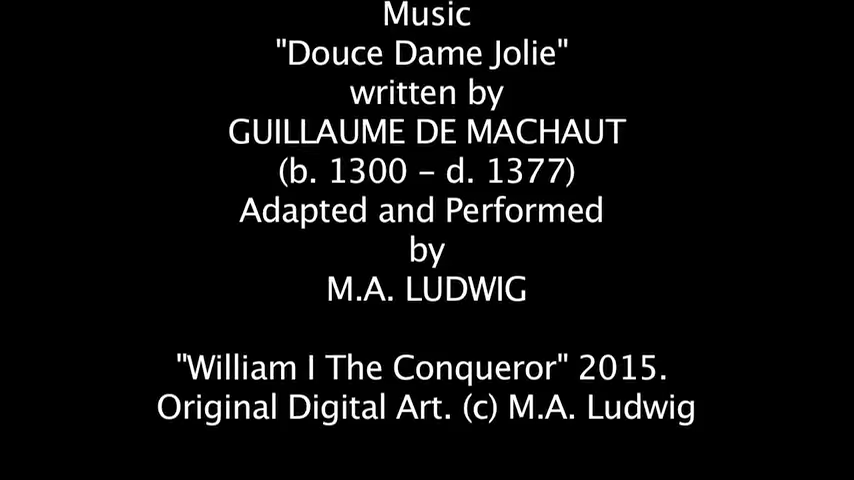 Music
"Douce Dame Jolie"
written by
GUILLAUME DE MACHAUT
(b. 1300 – d. 1377)
Adapted and Performed
by
M.A. LUDWIG
"William I The Conqueror" 2015.
Original Digital Art. (c) M.A. Ludwig